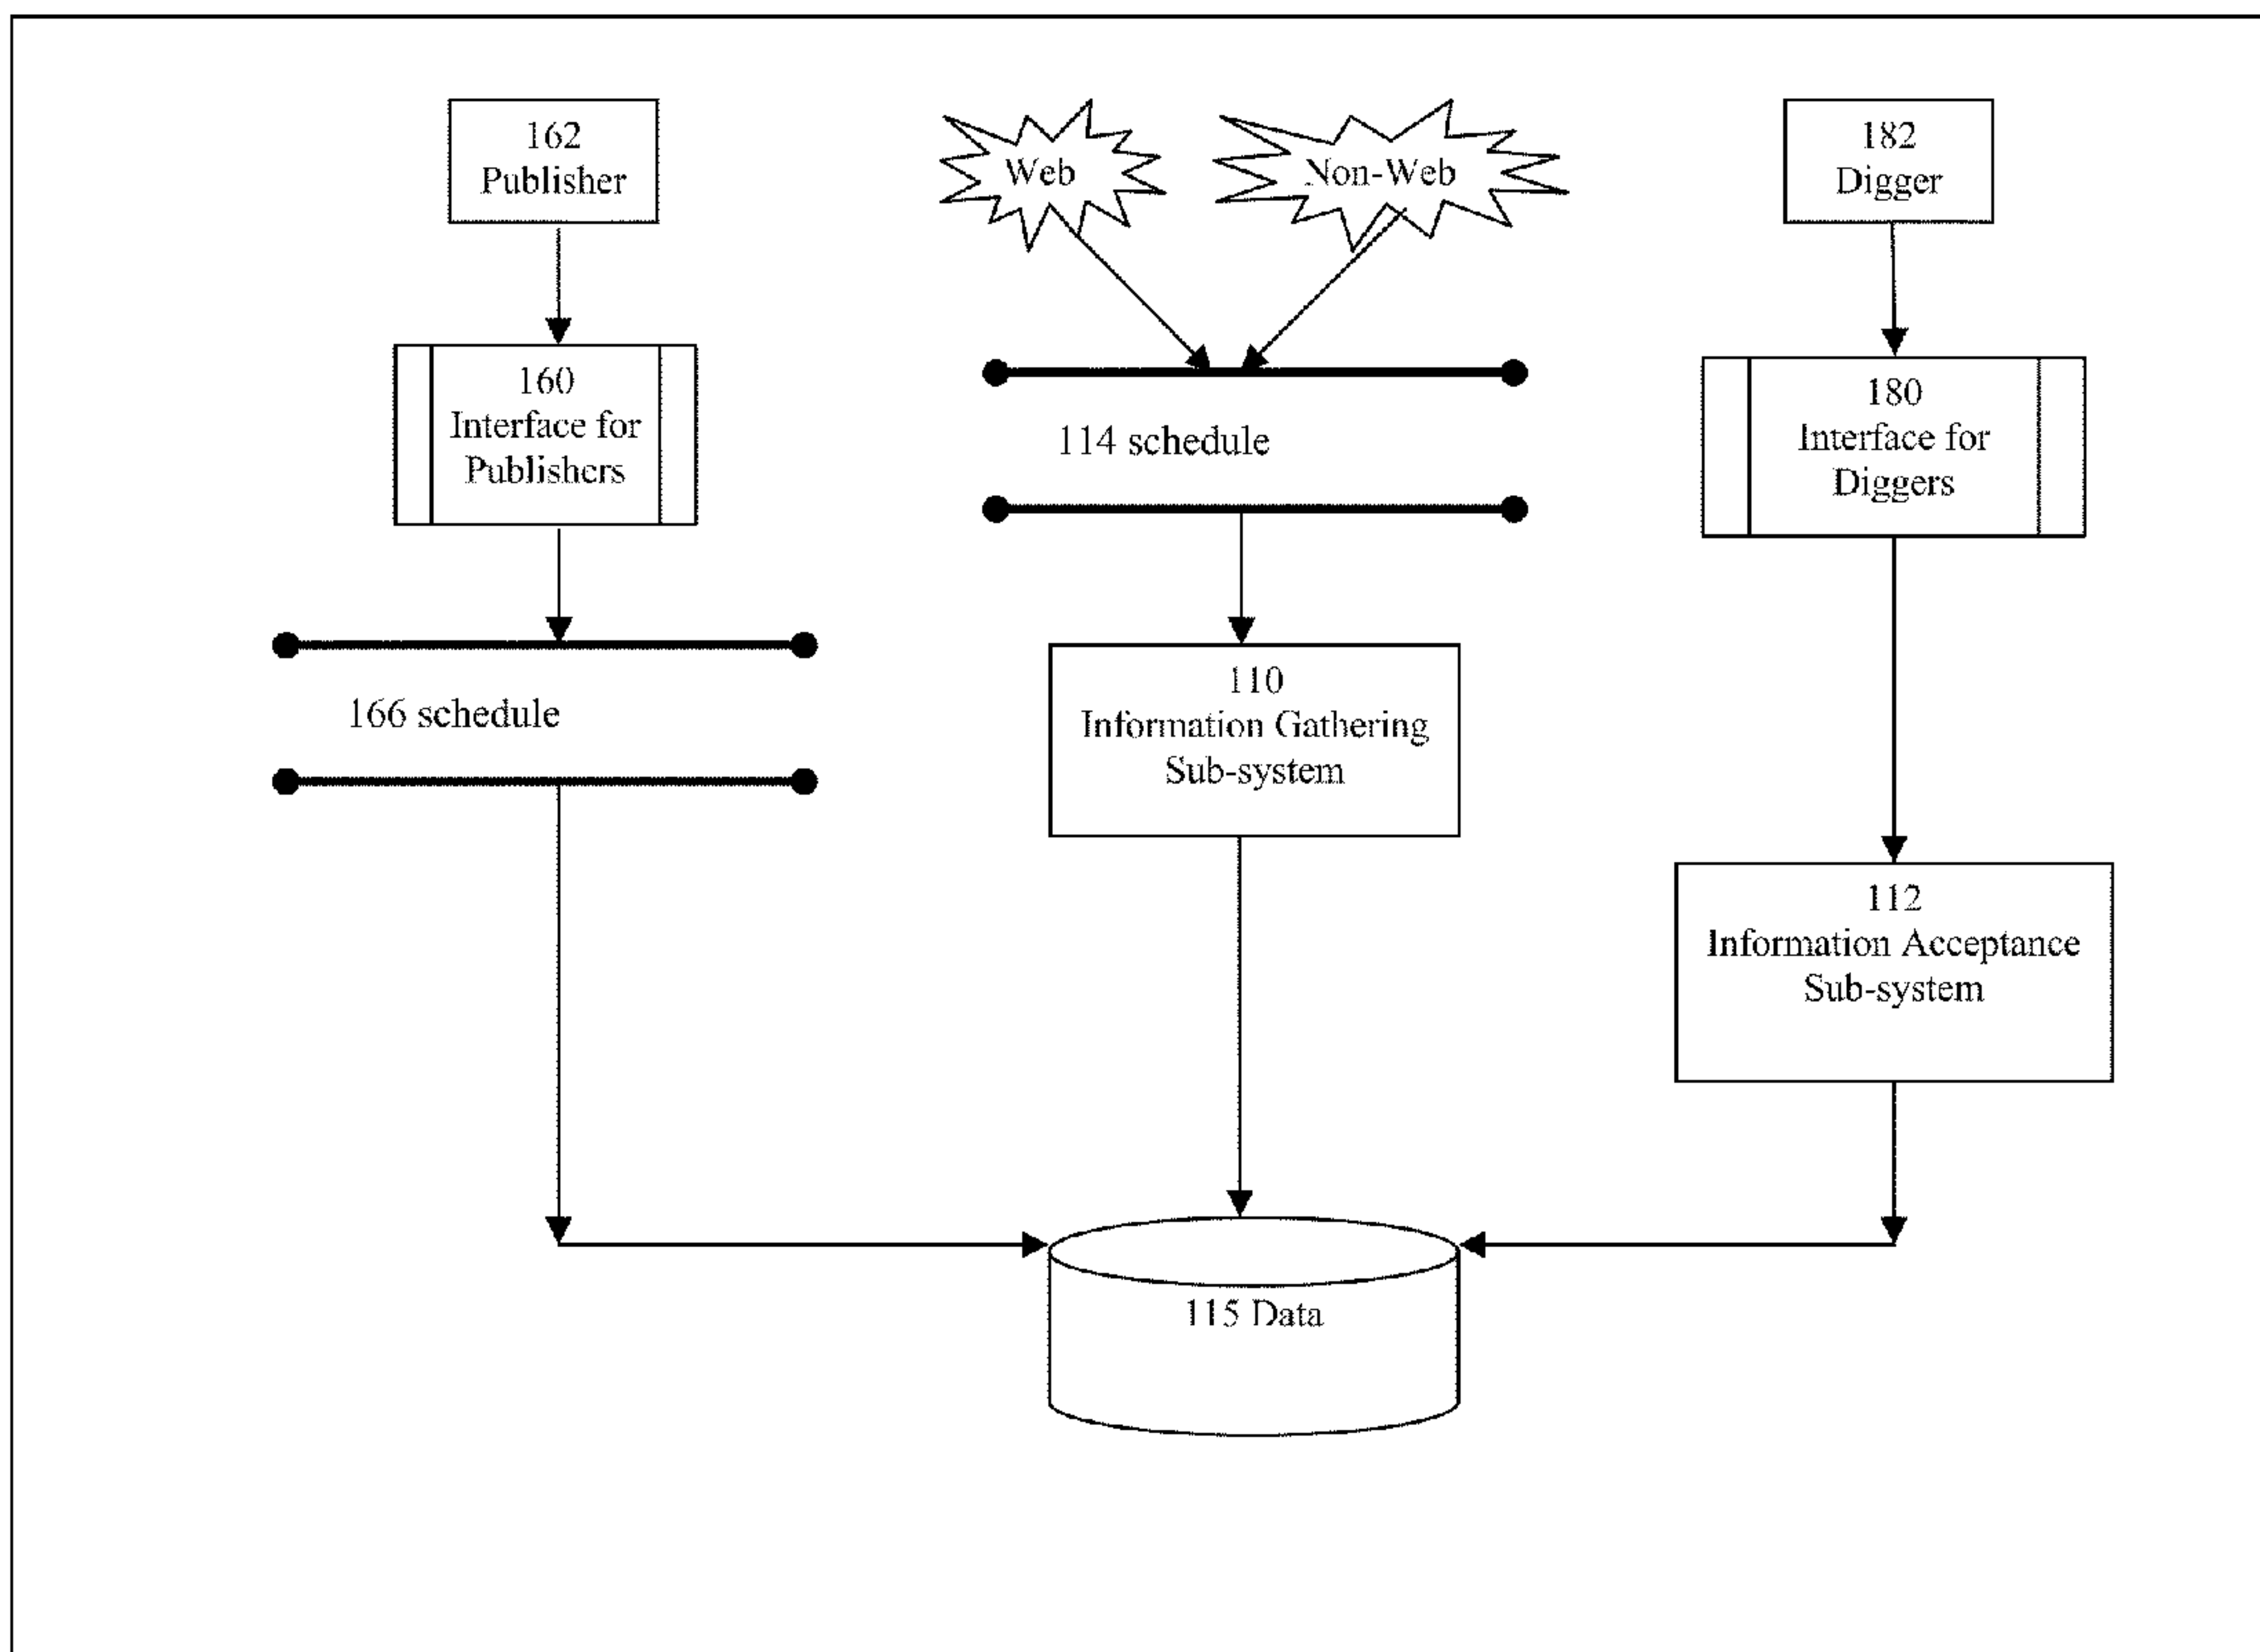 162
Publisher
Web
Non-Web
182
Digger
160
Interface for
Publishers
114 schedule
180
Interface for
Diggers
166 schedule
110
Information Gathering
Sub-system
112
Information Acceptance
Sub-system
115 Data